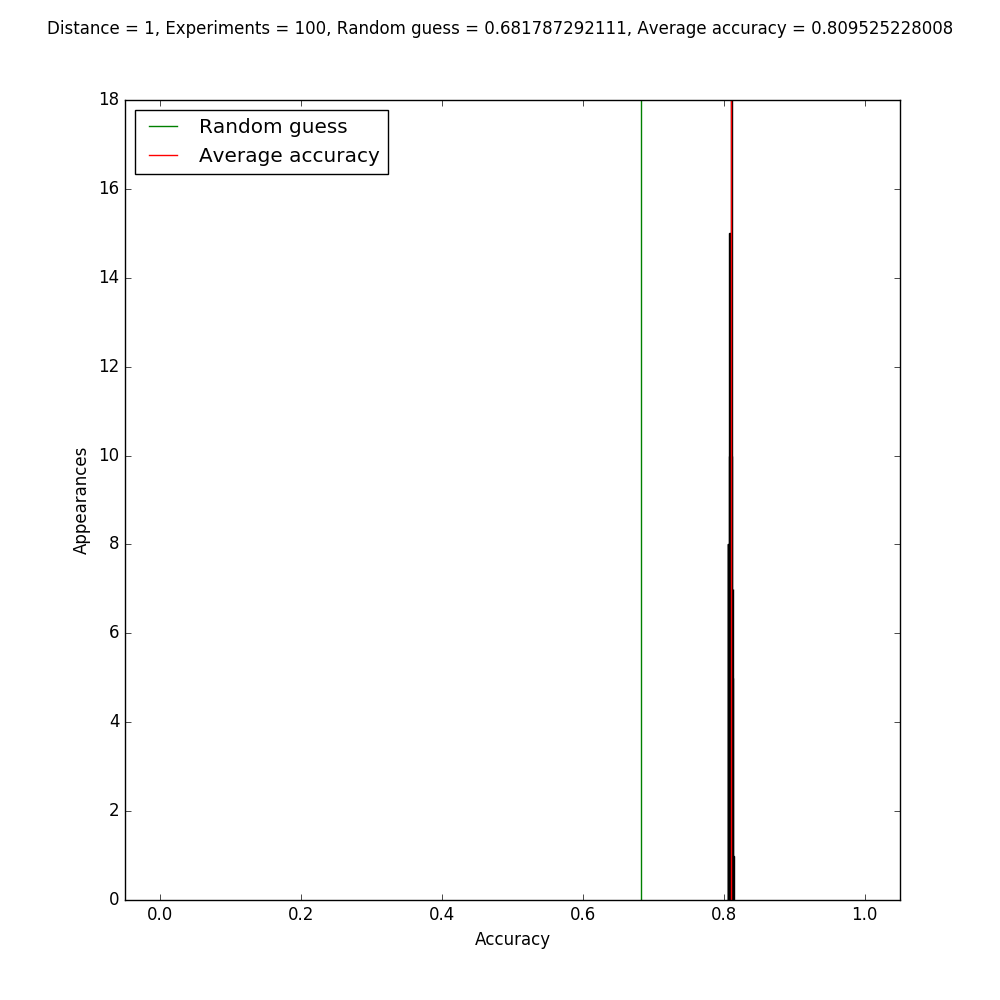 Distance = 1, Experiments = 100, Random guess = 0.681787292111, Average accuracy = 0.809525228008
Random guess
Average accuracy
18
16
14
12
10
8
6
4
2
0
Appearances
0.0 0.2 0.4 0.6 0.8 1.0
Accuracy